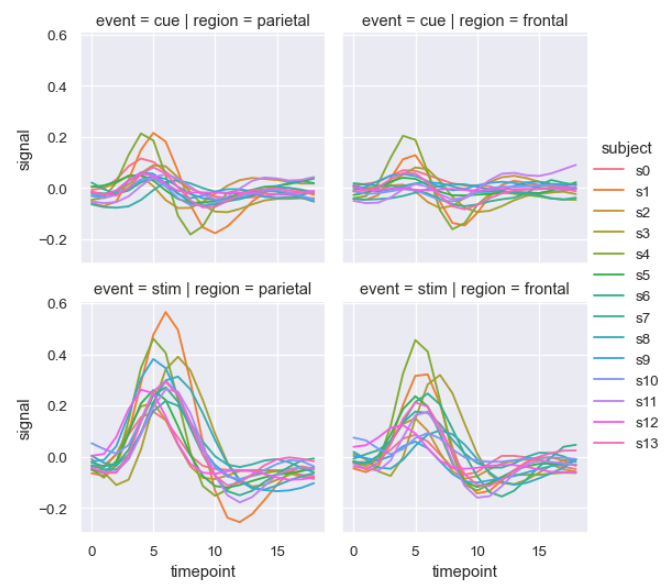 event = cue | region = parietal
event = cue | region = frontal
0.6
0.4
0.2
0.0
−0.2
signal
event = stim | region = parietal
event = stim | region = frontal
0.6
0.4
0.2
0.0
−0.2
signal
0 5 10 15
timepoint
0 5 10 15
timepoint
subject
s0
s1
s2
s3
s4
s5
s6
s7
s8
s9
s10
s11
s12
s13